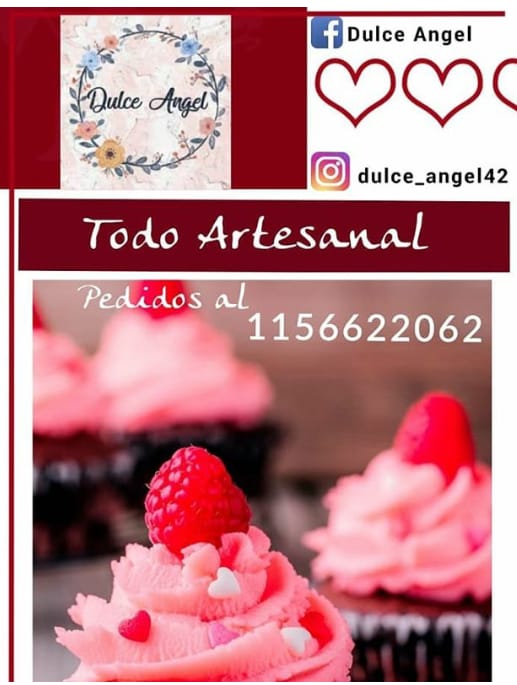 Dulce Angel
Dulce Angel
dulce_angel42
Todo Artesanal
Pedidos al
1156622062